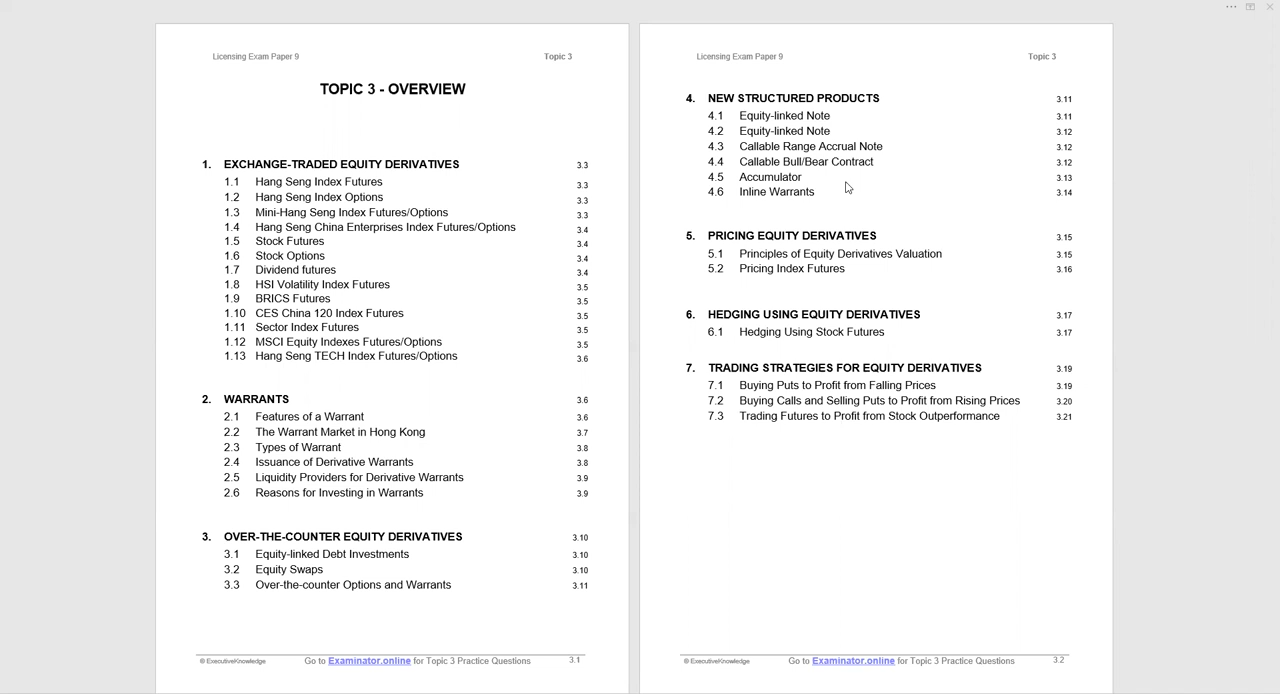 Licensing Exam Paper 9 Topic 3
TOPIC 3 - OVERVIEW
1. EXCHANGE-TRADED EQUITY DERIVATIVES 3.3
1.1 Hang Seng Index Futures 3.3
1.2 Hang Seng Index Options 3.3
1.3 Mini-Hang Seng Index Futures/Options 3.3
1.4 Hang Seng China Enterprises Index Futures/Options 3.4
1.5 Stock Futures 3.4
1.6 Stock Options 3.4
1.7 Dividend futures 3.4
1.8 HSI Volatility Index Futures 3.5
1.9 BRICS Futures 3.5
1.10 CES China 120 Index Futures 3.5
1.11 Sector Index Futures 3.5
1.12 MSCI Equity Indexes Futures/Options 3.5
1.13 Hang Seng TECH Index Futures/Options 3.6
2. WARRANTS 3.6
2.1 Features of a Warrant 3.6
2.2 The Warrant Market in Hong Kong 3.7
2.3 Types of Warrant 3.8
2.4 Issuance of Derivative Warrants 3.8
2.5 Liquidity Providers for Derivative Warrants 3.9
2.6 Reasons for Investing in Warrants 3.9
3. OVER-THE-COUNTER EQUITY DERIVATIVES 3.10
3.1 Equity-linked Debt Investments 3.10
3.2 Equity Swaps 3.10
3.3 Over-the-counter Options and Warrants 3.11
© ExecutiveKnowledge Go to Examinator.online for Topic 3 Practice Questions 3.1
Licensing Exam Paper 9 Topic 3
4. NEW STRUCTURED PRODUCTS 3.11
4.1 Equity-linked Note 3.11
4.2 Equity-linked Note 3.12
4.3 Callable Range Accrual Note 3.12
4.4 Callable Bull/Bear Contract 3.12
4.5 Accumulator 3.13
4.6 Inline Warrants 3.14
5. PRICING EQUITY DERIVATIVES 3.15
5.1 Principles of Equity Derivatives Valuation 3.15
5.2 Pricing Index Futures 3.16
6. HEDGING USING EQUITY DERIVATIVES 3.17
6.1 Hedging Using Stock Futures 3.17
7. TRADING STRATEGIES FOR EQUITY DERIVATIVES 3.19
7.1 Buying Puts to Profit from Falling Prices 3.19
7.2 Buying Calls and Selling Puts to Profit from Rising Prices 3.20
7.3 Trading Futures to Profit from Stock Outperformance 3.21
© ExecutiveKnowledge Go to Examinator.online for Topic 3 Practice Questions 3.2